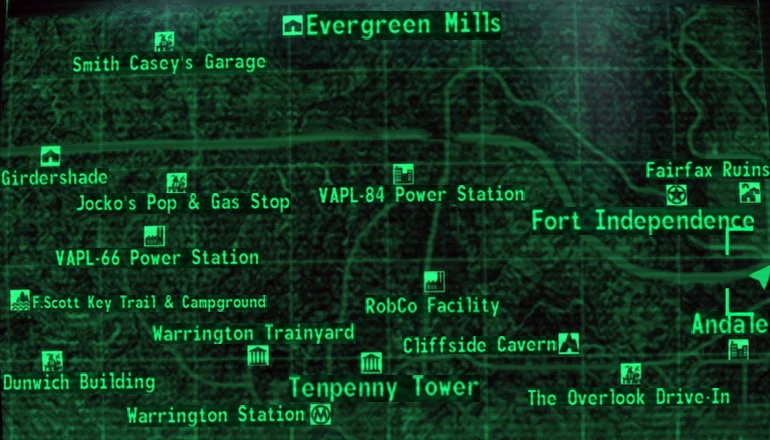 Evergreen Mills
Smith Casey's Garage
Girdershade
Fairfax Ruins
Jocko's Pop & Gas Stop
VAPL-84 Power Station
Fort Independence
VAPL-66 Power Station
F.Scott Key Trail & Campground
RobCo Facility
Warrington Trainyard
Andale
Cliffside Cavern
Dunwich Building
Tenpenny Tower
The Overlook Drive-In
Warrington Station
M